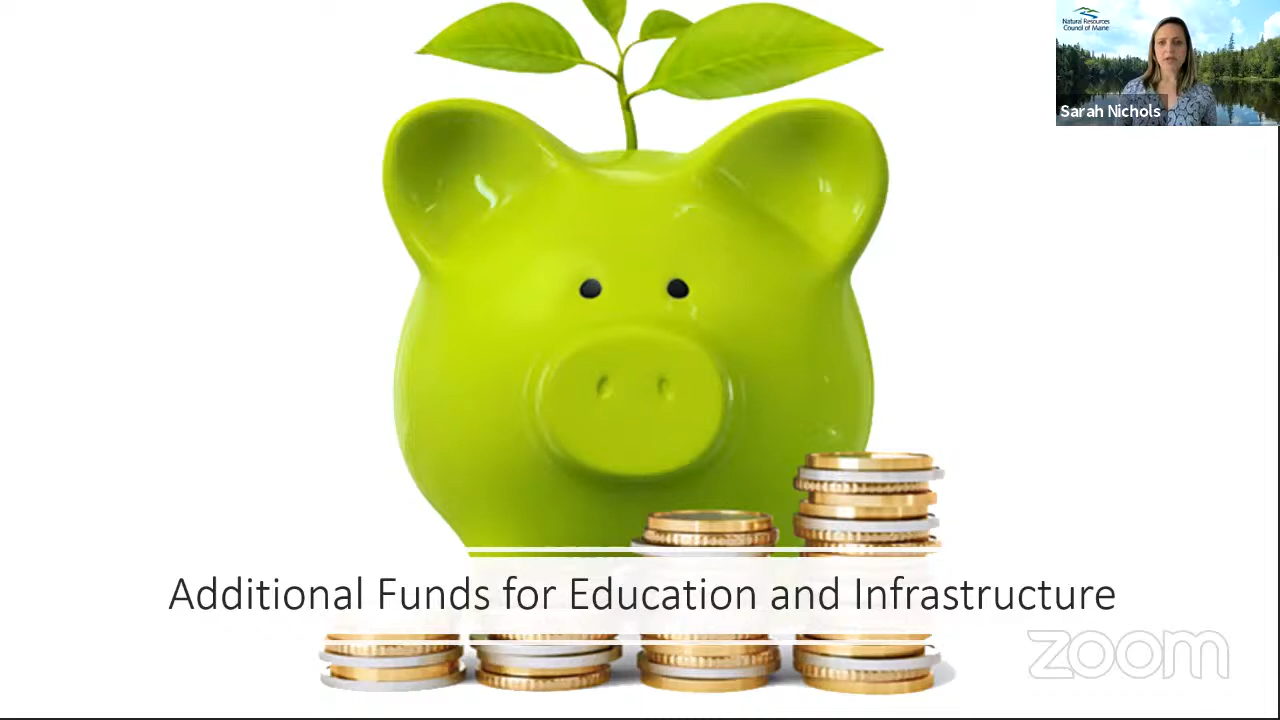 Natural Resources
Council of Maine
Sarah Nichols
Additional Funds for Education and Infrastructure
zoom